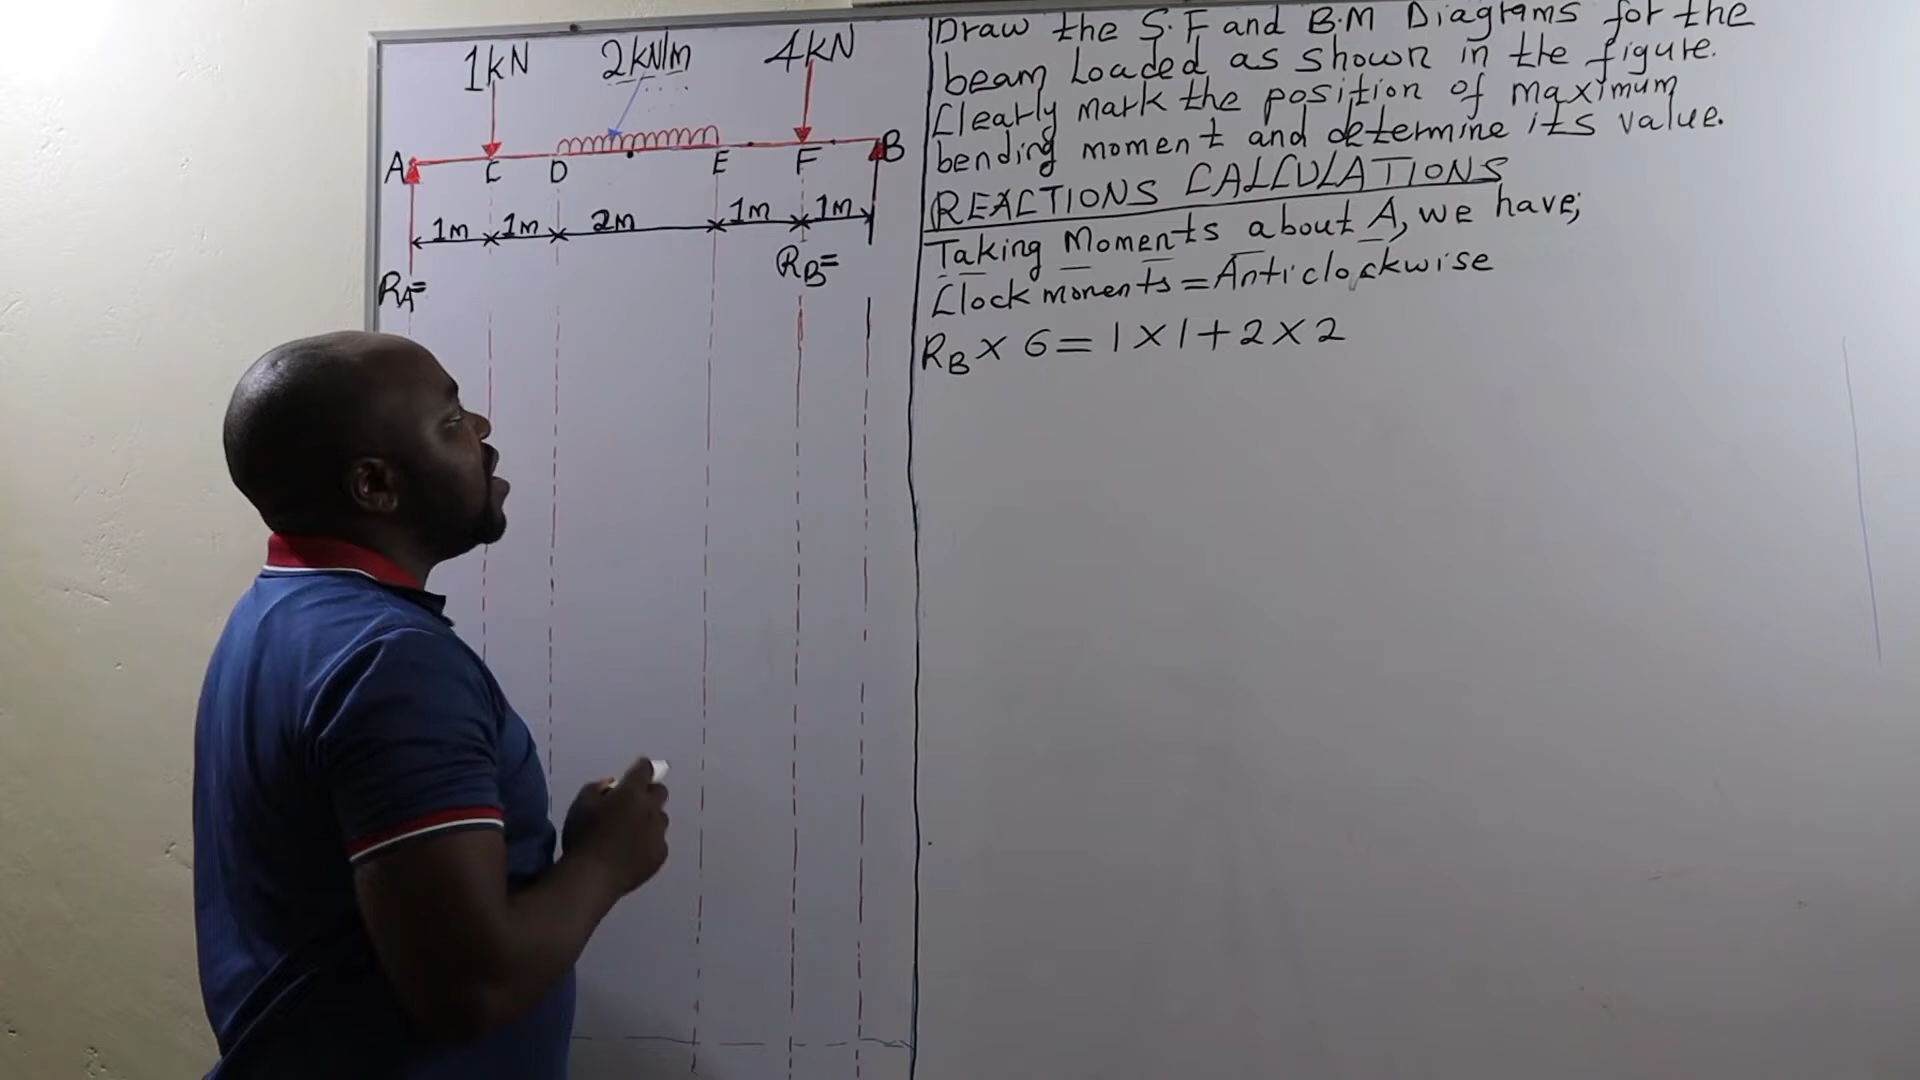 1kN 2kN/m 4kN
A C D E F B
1m 1m 2m 1m 1m
RA= RB=
Draw the S.F and B.M Diagrams for the
beam Loaded as shown in the figure.
Clearly mark the position of maximum
bending moment and determine its value.
REACTIONS CALCULATIONS
Taking Moments about A, we have;
Clock moments = Anticlockwise
RB × 6 = 1 × 1 + 2 × 2